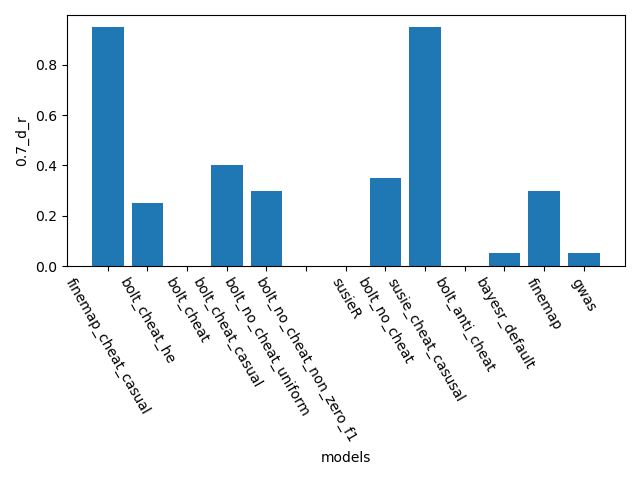 0.7_d_r
0.8
0.6
0.4
0.2
0.0
finemap_cheat_casual
bolt_cheat_he
bolt_cheat
bolt_cheat_casual
bolt_no_cheat_uniform
bolt_no_cheat_non_zero_f1
susieR
bolt_no_cheat
susie_cheat_casusal
bolt_anti_cheat
bayesr_default
finemap
gwas
models